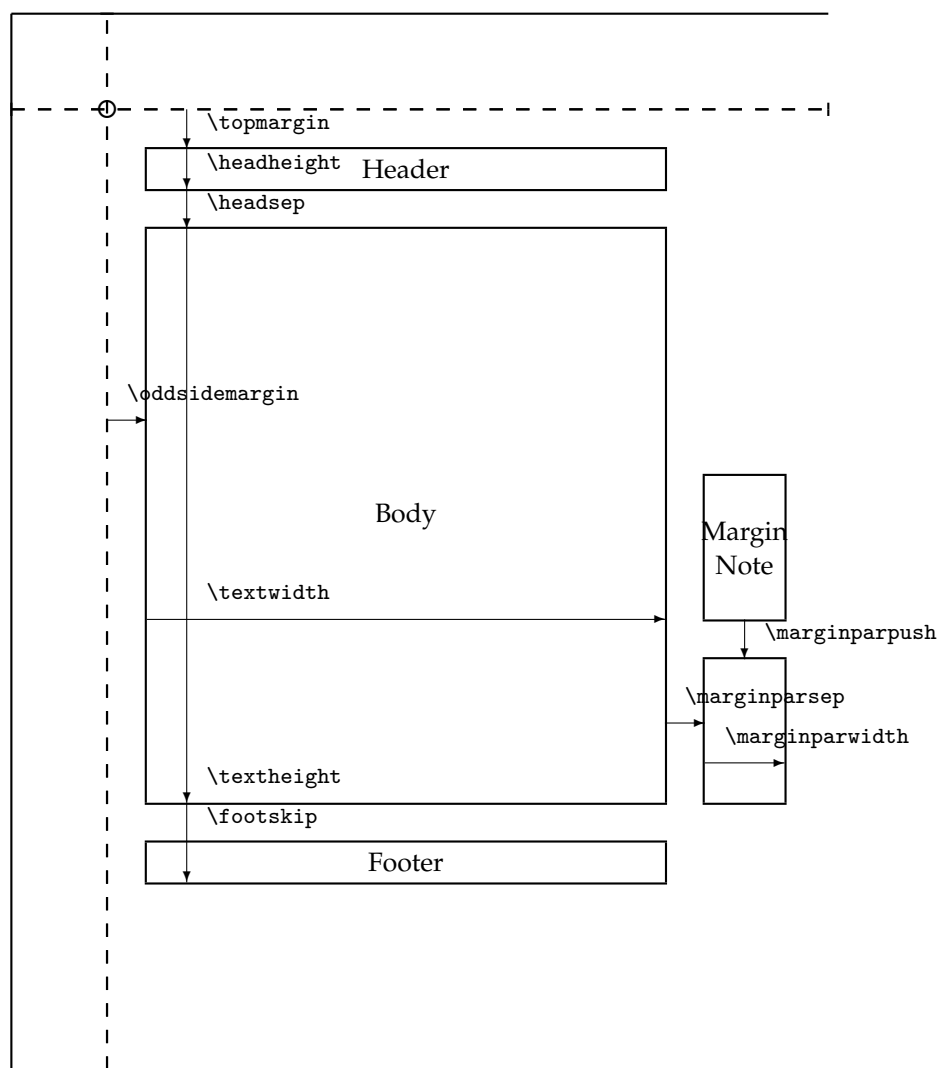 \topmargin
\headheight
Header
\headsep
\oddsidemargin
Body
Margin
Note
\textwidth
\marginparpush
\marginparsep
\marginparwidth
\textheight
\footskip
Footer